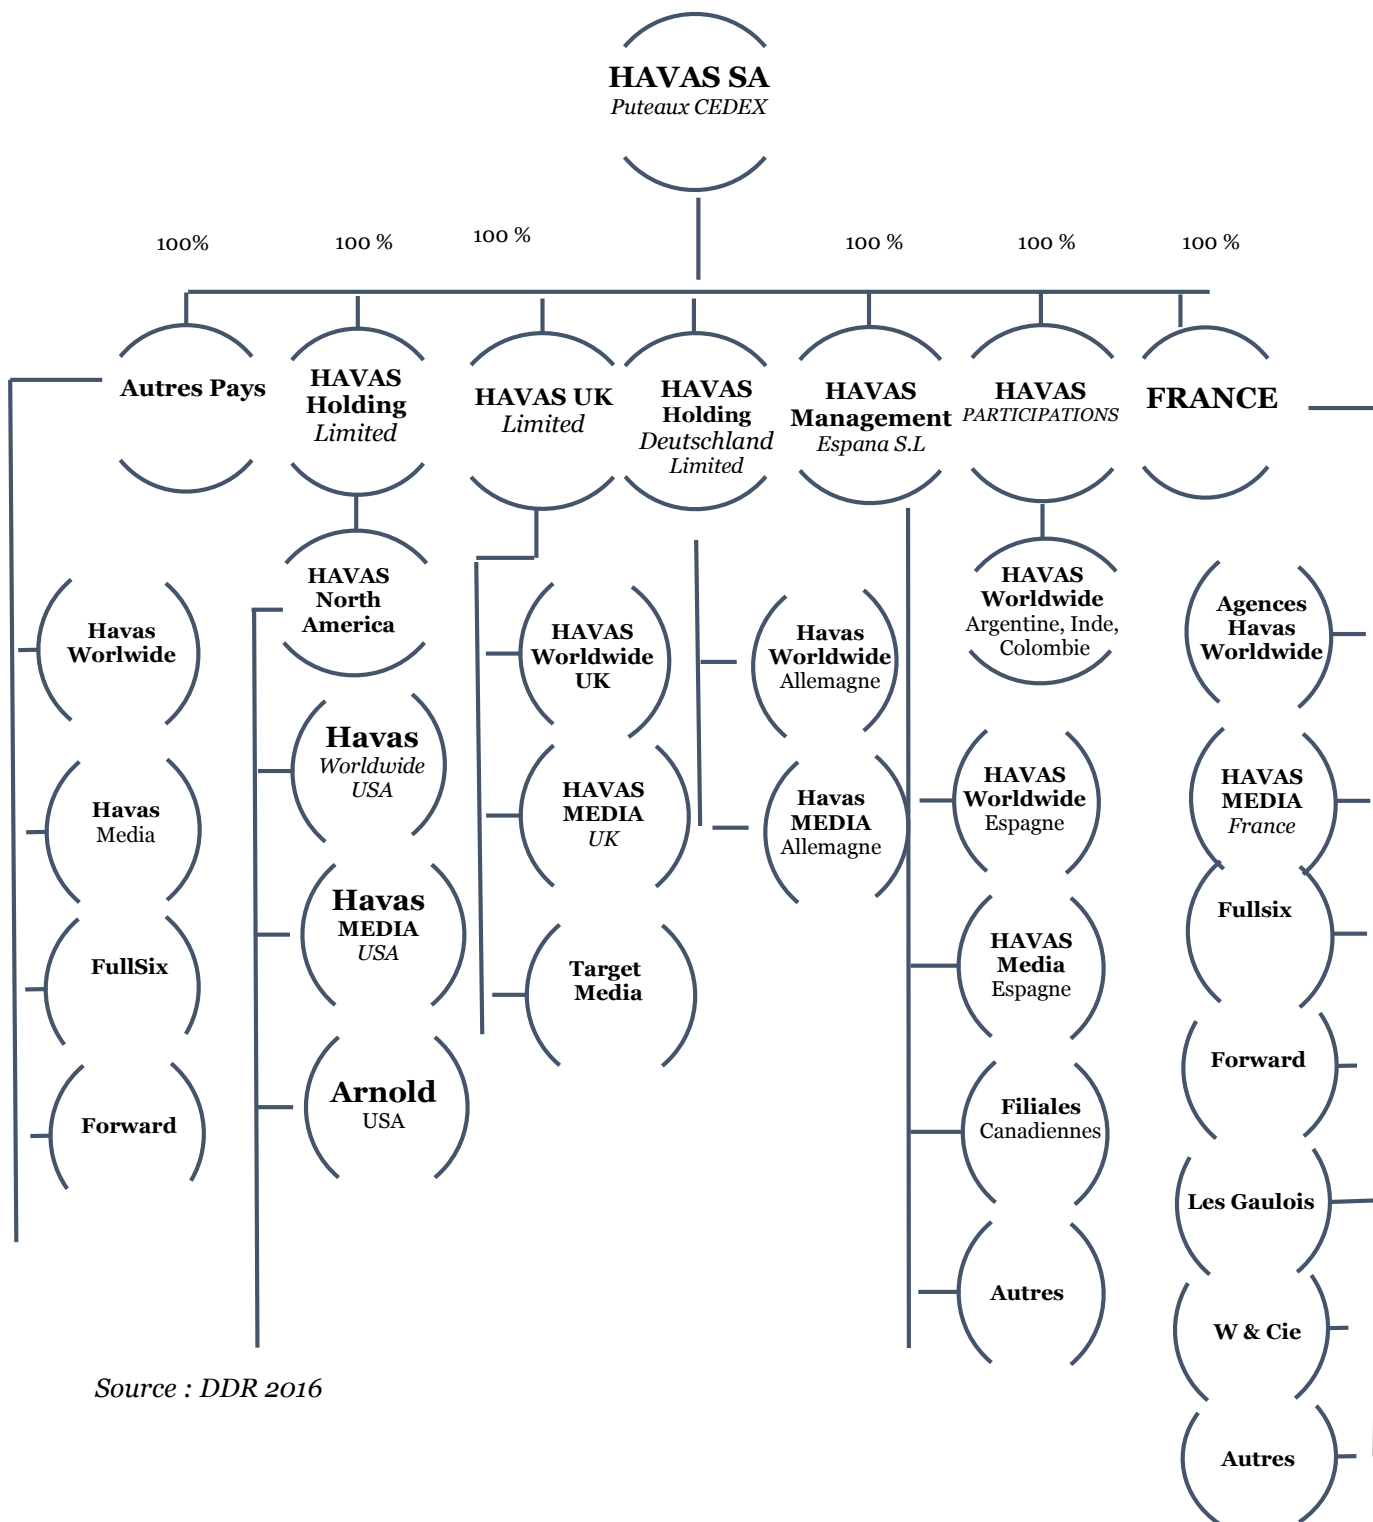 HAVAS SA
Puteaux CEDEX
100%
100 %
100 %
100 %
100 %
100 %
Autres Pays
HAVAS
Holding
Limited
HAVAS UK
Limited
HAVAS
Holding
Deutschland
Limited
HAVAS
Management
Espana S.L
HAVAS
PARTICIPATIONS
FRANCE
Havas
Worlwide
Havas
Media
FullSix
Forward
HAVAS
North
America
Havas
Worldwide
USA
Havas
MEDIA
USA
Arnold
USA
HAVAS
Worldwide
UK
HAVAS
MEDIA
UK
Target
Media
Havas
Worldwide
Allemagne
Havas
MEDIA
Allemagne
HAVAS
Worldwide
Argentine, Inde,
Colombie
HAVAS
Worldwide
Espagne
HAVAS
Media
Espagne
Filiales
Canadiennes
Autres
Agences
Havas
Worldwide
HAVAS
MEDIA
France
Fullsix
Forward
Les Gaulois
W & Cie
Autres
Source : DDR 2016